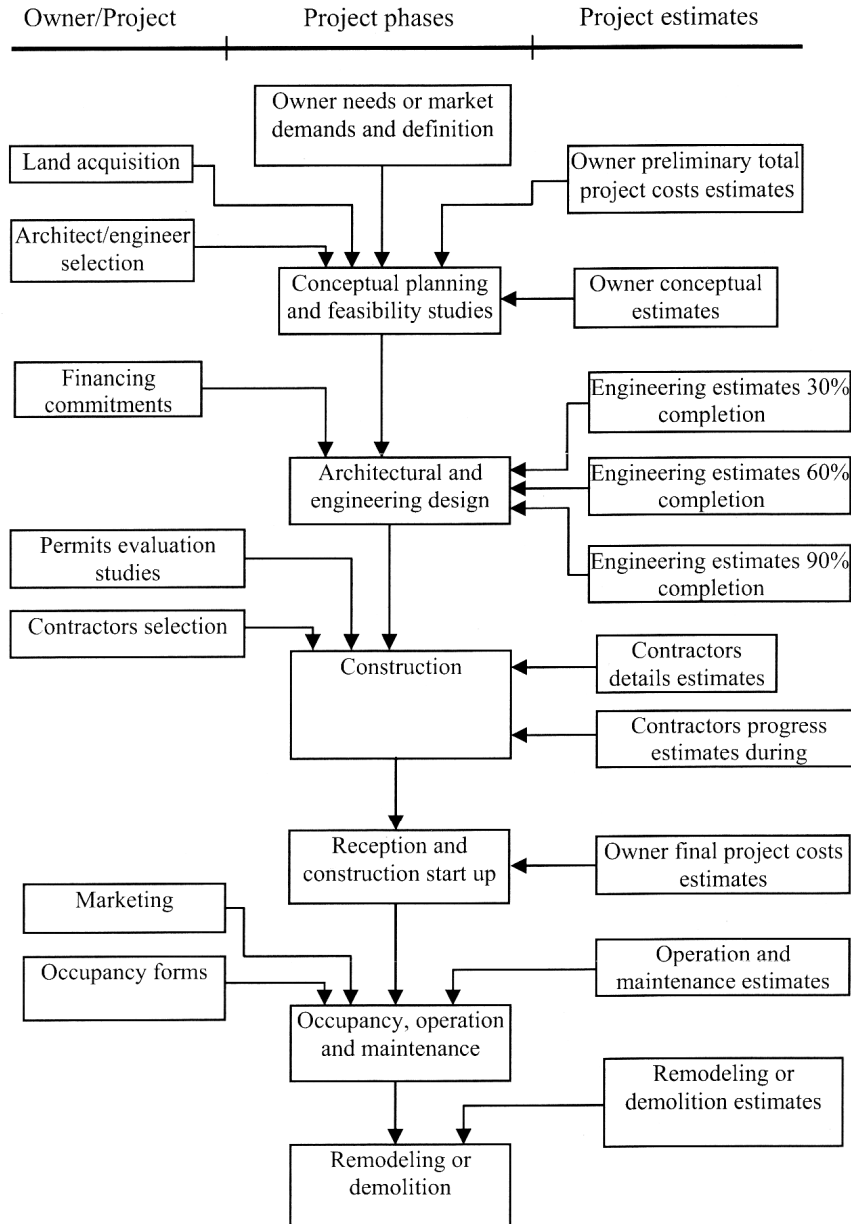 Owner/Project
Project phases
Project estimates
Owner needs or market
demands and definition
Land acquisition
Owner preliminary total
project costs estimates
Architect/engineer
selection
Conceptual planning
and feasibility studies
Owner conceptual
estimates
Financing
commitments
Engineering estimates 30%
completion
Architectural and
engineering design
Engineering estimates 60%
completion
Permits evaluation
studies
Engineering estimates 90%
completion
Contractors selection
Construction
Contractors
details estimates
Contractors progress
estimates during
Reception and
construction start up
Owner final project costs
estimates
Marketing
Occupancy forms
Operation and
maintenance estimates
Occupancy, operation
and maintenance
Remodeling or
demolition estimates
Remodeling or
demolition